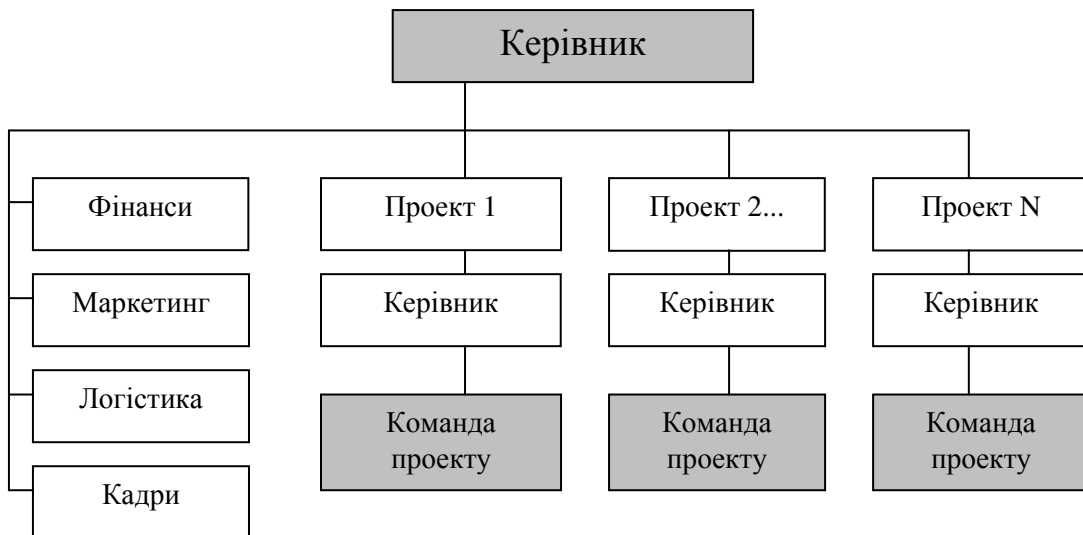 Керівник
Фінанси
Маркетинг
Логістика
Кадри
Проект 1
Керівник
Команда
проекту
Проект 2...
Керівник
Команда
проекту
Проект N
Керівник
Команда
проекту